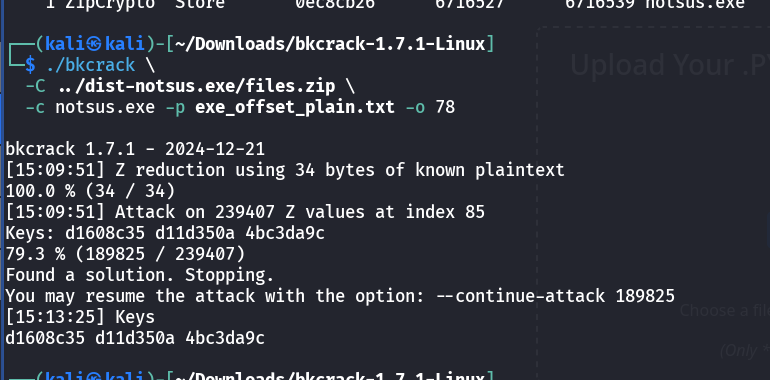 1 ZipCrypto Store 0ec8cb26 6716527 6716539 notsus.exe
(kali㉿kali)-[~/Downloads/bkcrack-1.7.1-Linux]
$ ./bkcrack \
-C ../dist-notsus.exe/files.zip \
-c notsus.exe -p exe_offset_plain.txt -o 78
Upload Your .PY
bkcrack 1.7.1 - 2024-12-21
[15:09:51] Z reduction using 34 bytes of known plaintext
100.0 % (34 / 34)
[15:09:51] Attack on 239407 Z values at index 85
Keys: d1608c35 d11d350a 4bc3da9c
79.3 % (189825 / 239407)
Found a solution. Stopping.
You may resume the attack with the option: --continue-attack 189825
Choose a file
[15:13:25] Keys
d1608c35 d11d350a 4bc3da9c
(Only *
(kali㉿kali)-[~/Downloads/bkcrack-1.7.1-Linux]